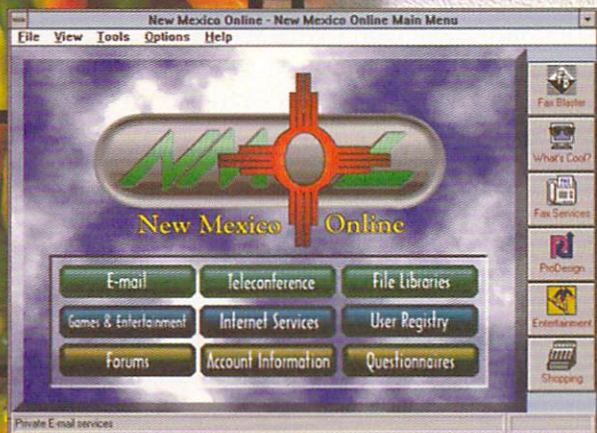 New Mexico Online - New Mexico Online Main Menu
File View Tools Options Help
NMOL
New Mexico Online
E-mail Teleconference File Libraries
Games & Entertainment Internet Services User Registry
Forums Account Information Questionnaires
Fax Blaster
What's Cool?
Fax Services
ProDesign
Entertainment
Shopping
Private E-mail services